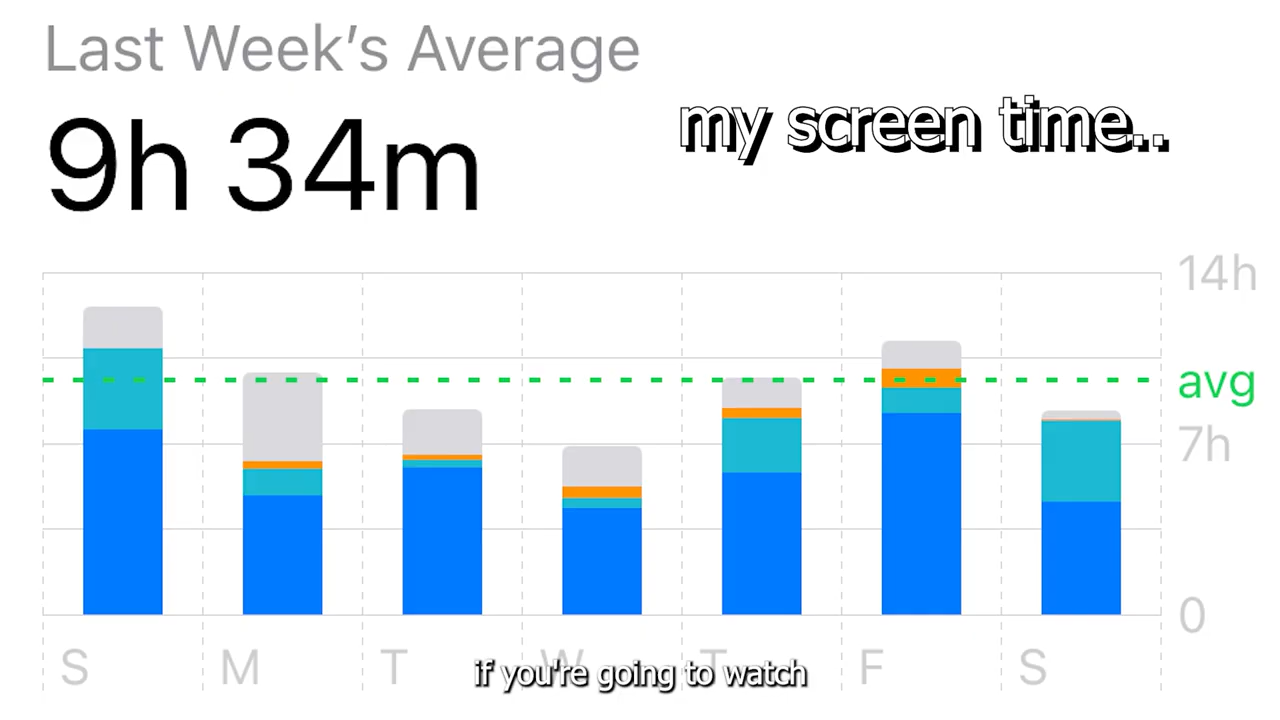 Last Week’s Average
9h 34m
my screen time..
14h
avg
7h
0
S M T W T F S
if you're going to watch